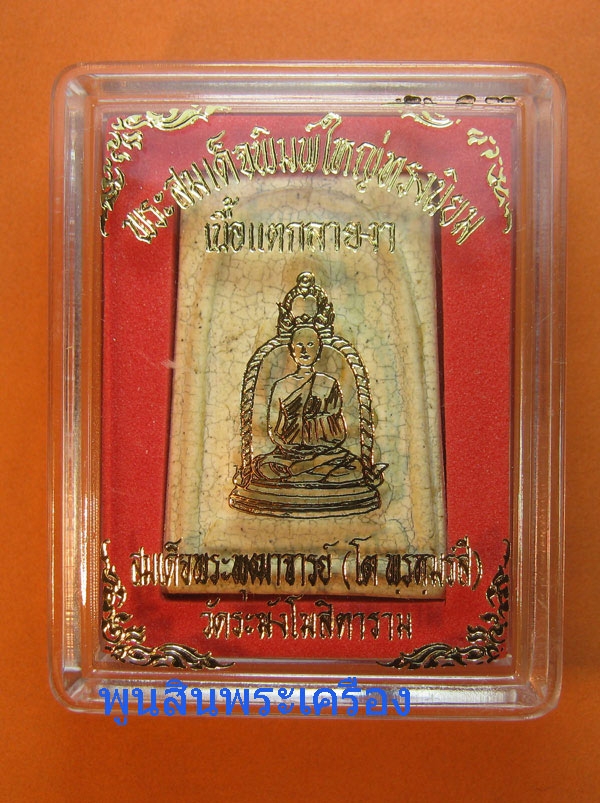 พระสมเด็จพิมพ์ใหญ่ทรงนิยม
เนื้อแตกลายงา
สมเด็จพระพุฒาจารย์ (โต พฺรหฺมรํสี)
วัดระฆังโฆสิตาราม
พูนสินพระเครื่อง